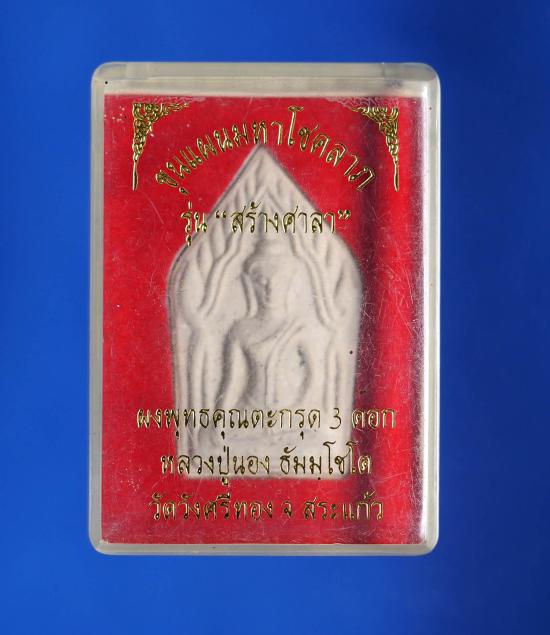 ขุนแผนมหาโชคลาภ
รุ่น "สร้างศาลา"
ผงพุทธคุณตะกรุด 3 ดอก
หลวงปู่นอง ธัมมฺโชโต
วัดวังศรีทอง จ สระแก้ว